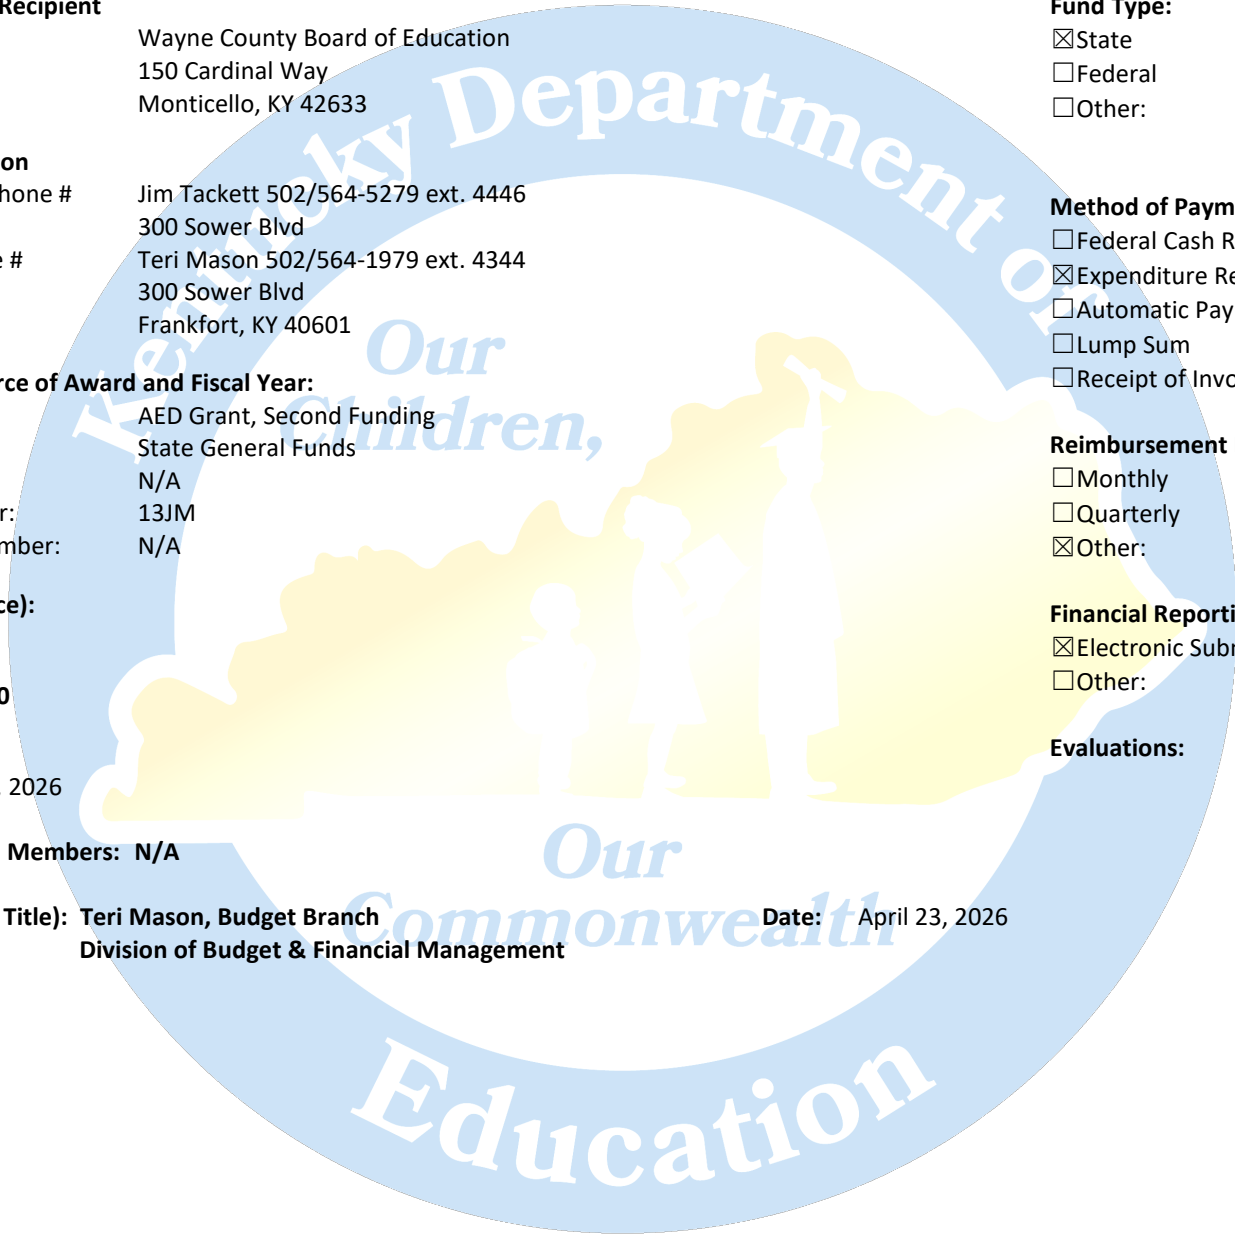 Recipient
Wayne County Board of Education
150 Cardinal Way
Monticello, KY 42633
on
hone # Jim Tackett 502/564-5279 ext. 4446
300 Sower Blvd
e # Teri Mason 502/564-1979 ext. 4344
300 Sower Blvd
Frankfort, KY 40601
rce of Award and Fiscal Year:
AED Grant, Second Funding
State General Funds
N/A
r: 13JM
mber: N/A
ce):
0
, 2026
Members: N/A
Title): Teri Mason, Budget Branch Date: April 23, 2026
Division of Budget & Financial Management
Fund Type:
☒State
☐Federal
☐Other:
Method of Paym
☐Federal Cash R
☒Expenditure Re
☐Automatic Pay
☐Lump Sum
☐Receipt of Invo
Reimbursement
☐Monthly
☐Quarterly
☒Other:
Financial Reporti
☒Electronic Subr
☐Other:
Evaluations:
Kentucky Department of
Education
Our
Children,
Our
Commonwealth